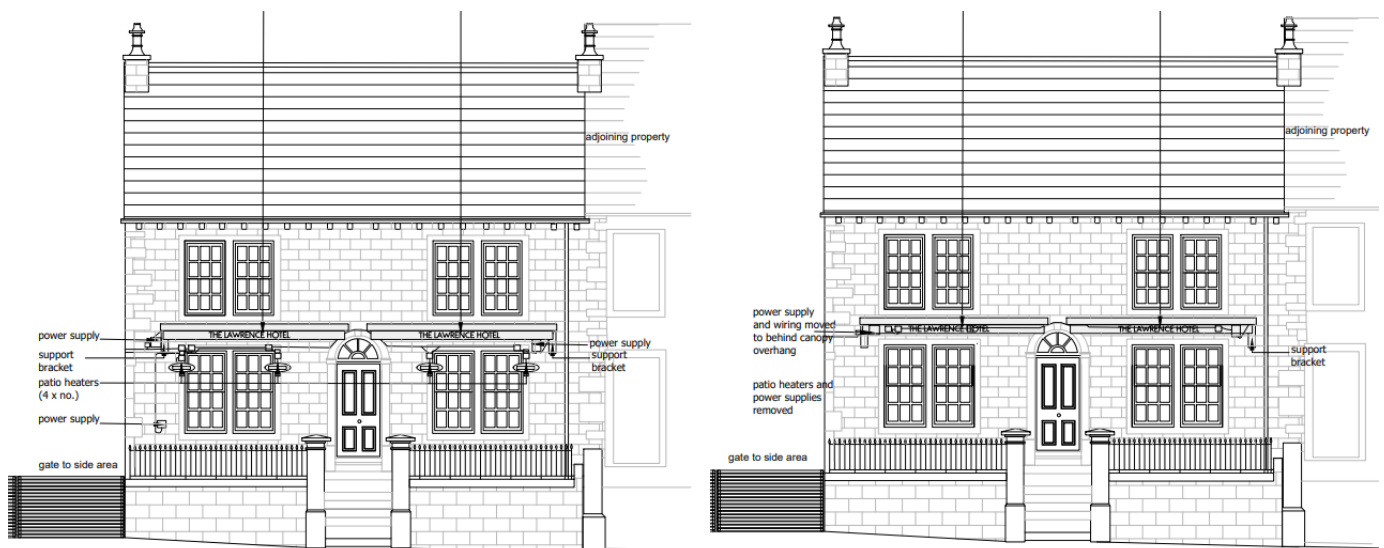 adjoining property
power supply
THE LAWRENCE HOTEL
THE LAWRENCE HOTEL
power supply
support
bracket
support
bracket
patio heaters
(4 x no.)
power supply
gate to side area
adjoining property
power supply
and wiring moved
to behind canopy
overhang
THE LAWRENCE HOTEL
THE LAWRENCE HOTEL
support
bracket
patio heaters and
power supplies
removed
gate to side area